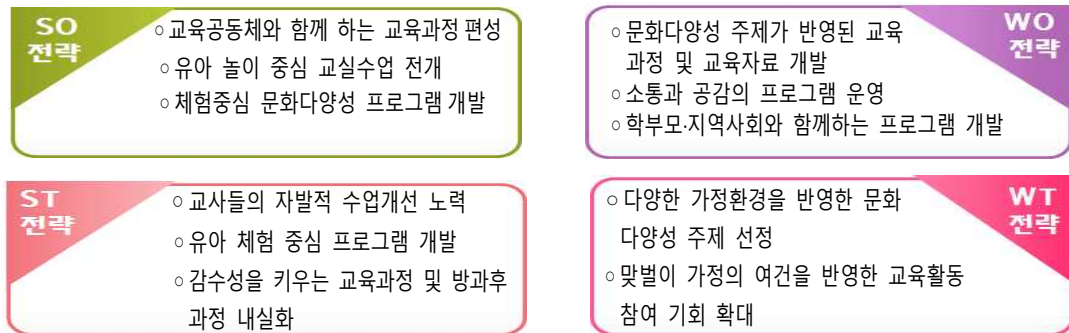 SO
전략
○교육공동체와 함께 하는 교육과정 편성
○유아 놀이 중심 교실수업 전개
○체험중심 문화다양성 프로그램 개발
WO
전략
○문화다양성 주제가 반영된 교육
과정 및 교육자료 개발
○소통과 공감의 프로그램 운영
○학부모·지역사회와 함께하는 프로그램 개발
ST
전략
○교사들의 자발적 수업개선 노력
○유아 체험 중심 프로그램 개발
○감수성을 키우는 교육과정 및 방과후
과정 내실화
WT
전략
○다양한 가정환경을 반영한 문화
다양성 주제 선정
○맞벌이 가정의 여건을 반영한 교육활동
참여 기회 확대